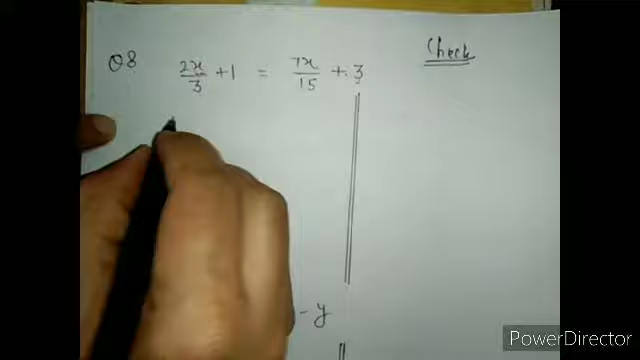 Check
Q8 2x/3 + 1 = 7x/15 + 3
- y
PowerDirector